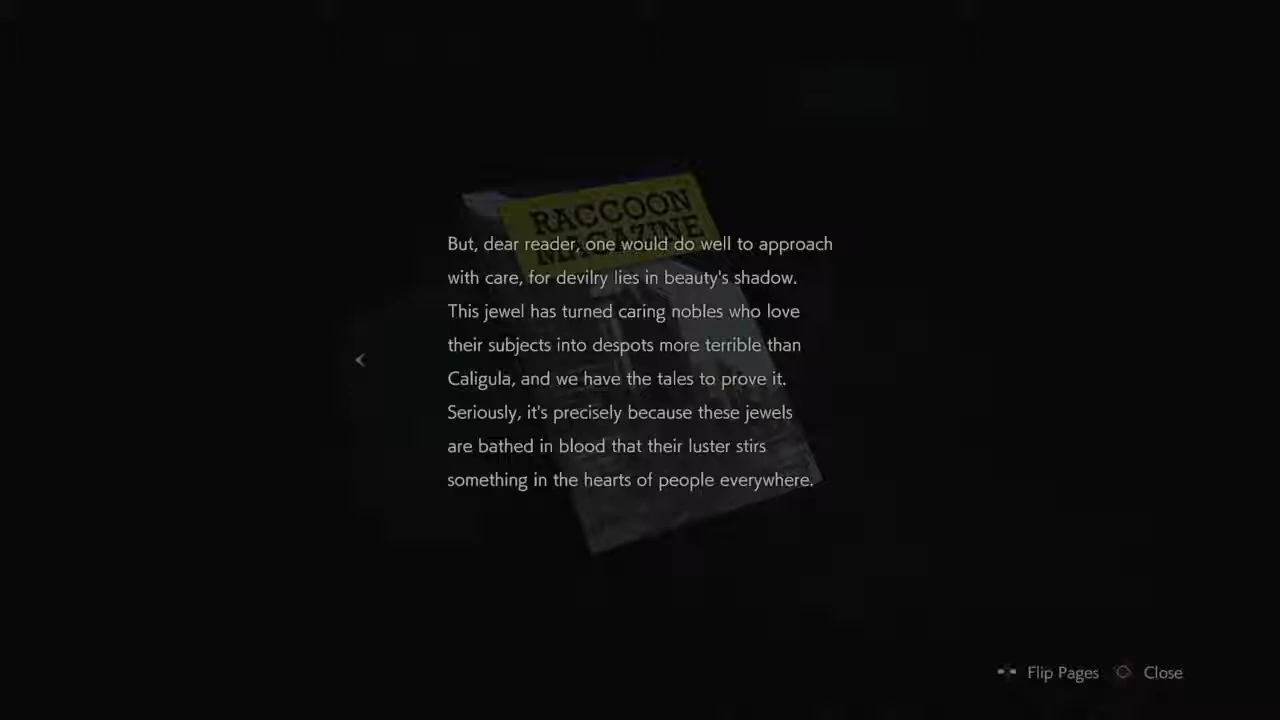 RACCOON
MAGAZINE
But, dear reader, one would do well to approach
with care, for devilry lies in beauty's shadow.
This jewel has turned caring nobles who love
their subjects into despots more terrible than
Caligula, and we have the tales to prove it.
Seriously, it's precisely because these jewels
are bathed in blood that their luster stirs
something in the hearts of people everywhere.
Flip Pages
Close